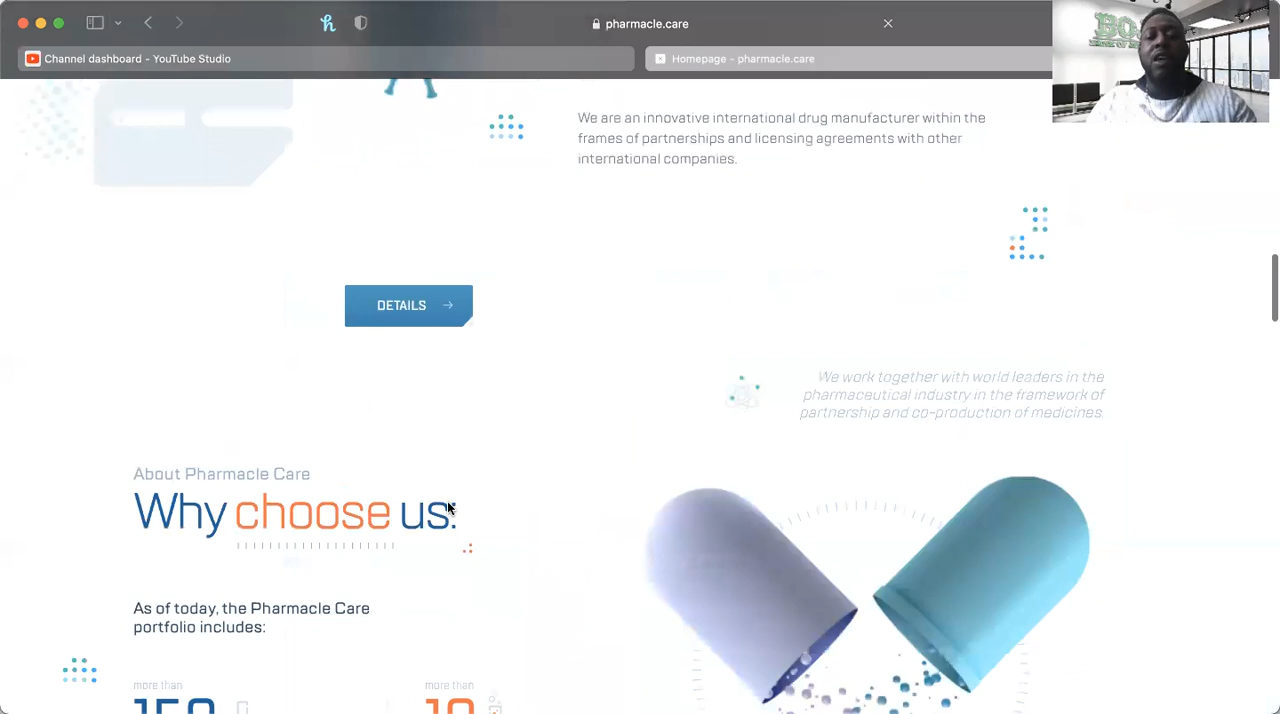 pharmacle.care
Channel dashboard - YouTube Studio
Homepage - pharmacle.care
We are an innovative international drug manufacturer within the
frames of partnerships and licensing agreements with other
international companies.
DETAILS
We work together with world leaders in the
pharmaceutical industry in the framework of
partnership and co-production of medicines.
About Pharmacle Care
Why choose us:
As of today, the Pharmacle Care
portfolio includes:
more than
more than